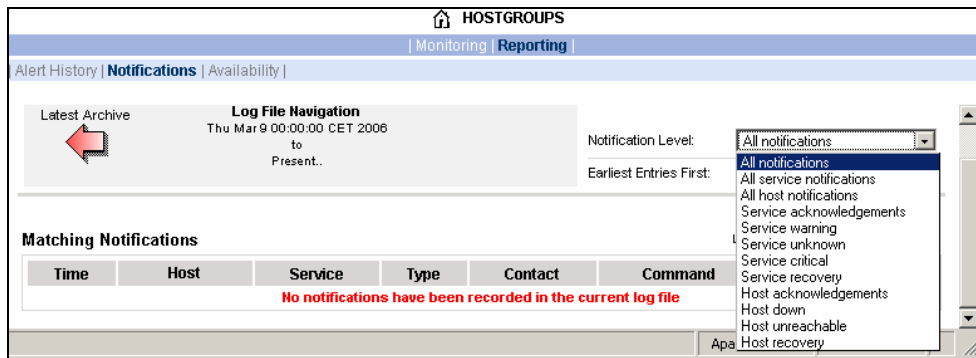 HOSTGROUPS
| Monitoring | Reporting |
| Alert History | Notifications | Availability |
Latest Archive
Log File Navigation
Thu Mar 9 00:00:00 CET 2006
to
Present..
Notification Level:
All notifications
Earliest Entries First:
All notifications
All service notifications
All host notifications
Service acknowledgements
Service warning
Service unknown
Service critical
Service recovery
Host acknowledgements
Host down
Host unreachable
Host recovery
Matching Notifications
Time Host Service Type Contact Command
No notifications have been recorded in the current log file
Apa